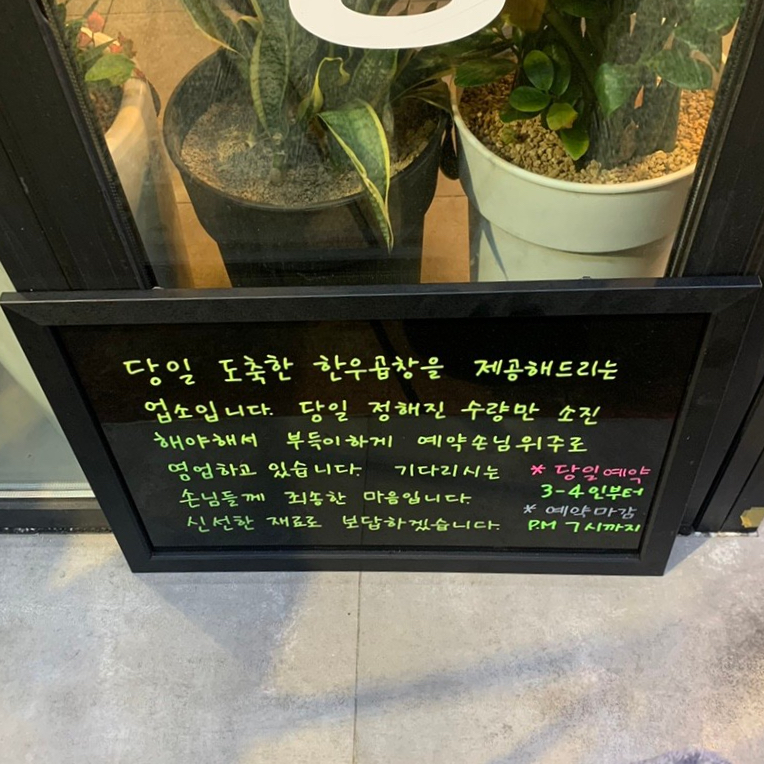 당일 도축한 한우곱창을 제공해드리는
업소입니다. 당일 정해진 수량만 소진
해야해서 부득이하게 예약손님위주로
영업하고 있습니다. 기다리시는
손님들께 죄송한 마음입니다.
신선한 재료로 보답하겠습니다.
* 당일예약
3-4인부터
* 예약마감
P.M 7시까지